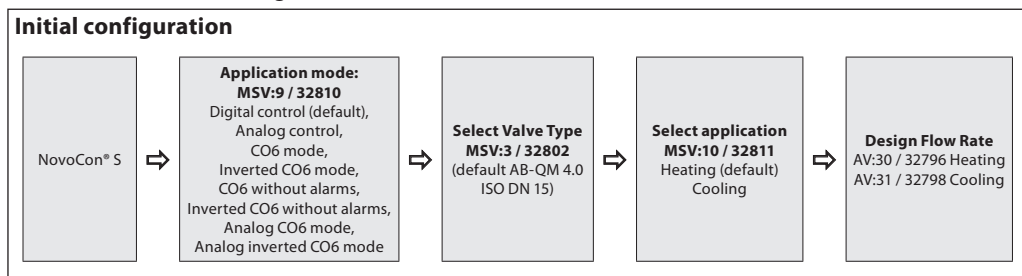 Initial configuration
NovoCon® S
Application mode:
MSV:9 / 32810
Digital control (default),
Analog control,
CO6 mode,
Inverted CO6 mode,
CO6 without alarms,
Inverted CO6 without alarms,
Analog CO6 mode,
Analog inverted CO6 mode
Select Valve Type
MSV:3 / 32802
(default AB-QM 4.0
ISO DN 15)
Select application
MSV:10 / 32811
Heating (default)
Cooling
Design Flow Rate
AV:30 / 32796 Heating
AV:31 / 32798 Cooling